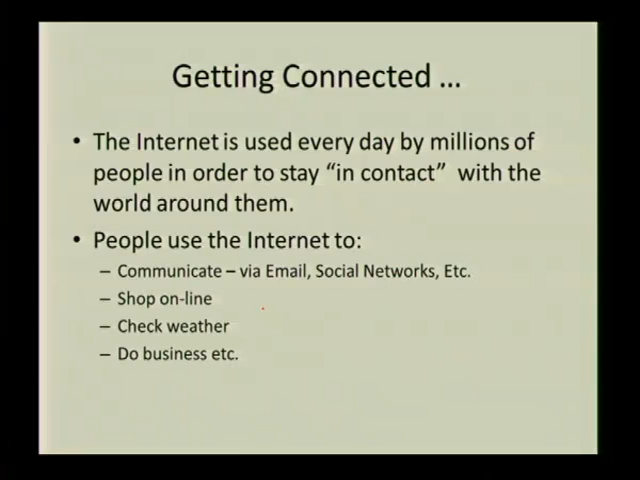 Getting Connected ...
• The Internet is used every day by millions of
people in order to stay “in contact”  with the
world around them.
• People use the Internet to:
– Communicate – via Email, Social Networks, Etc.
– Shop on-line
– Check weather
– Do business etc.